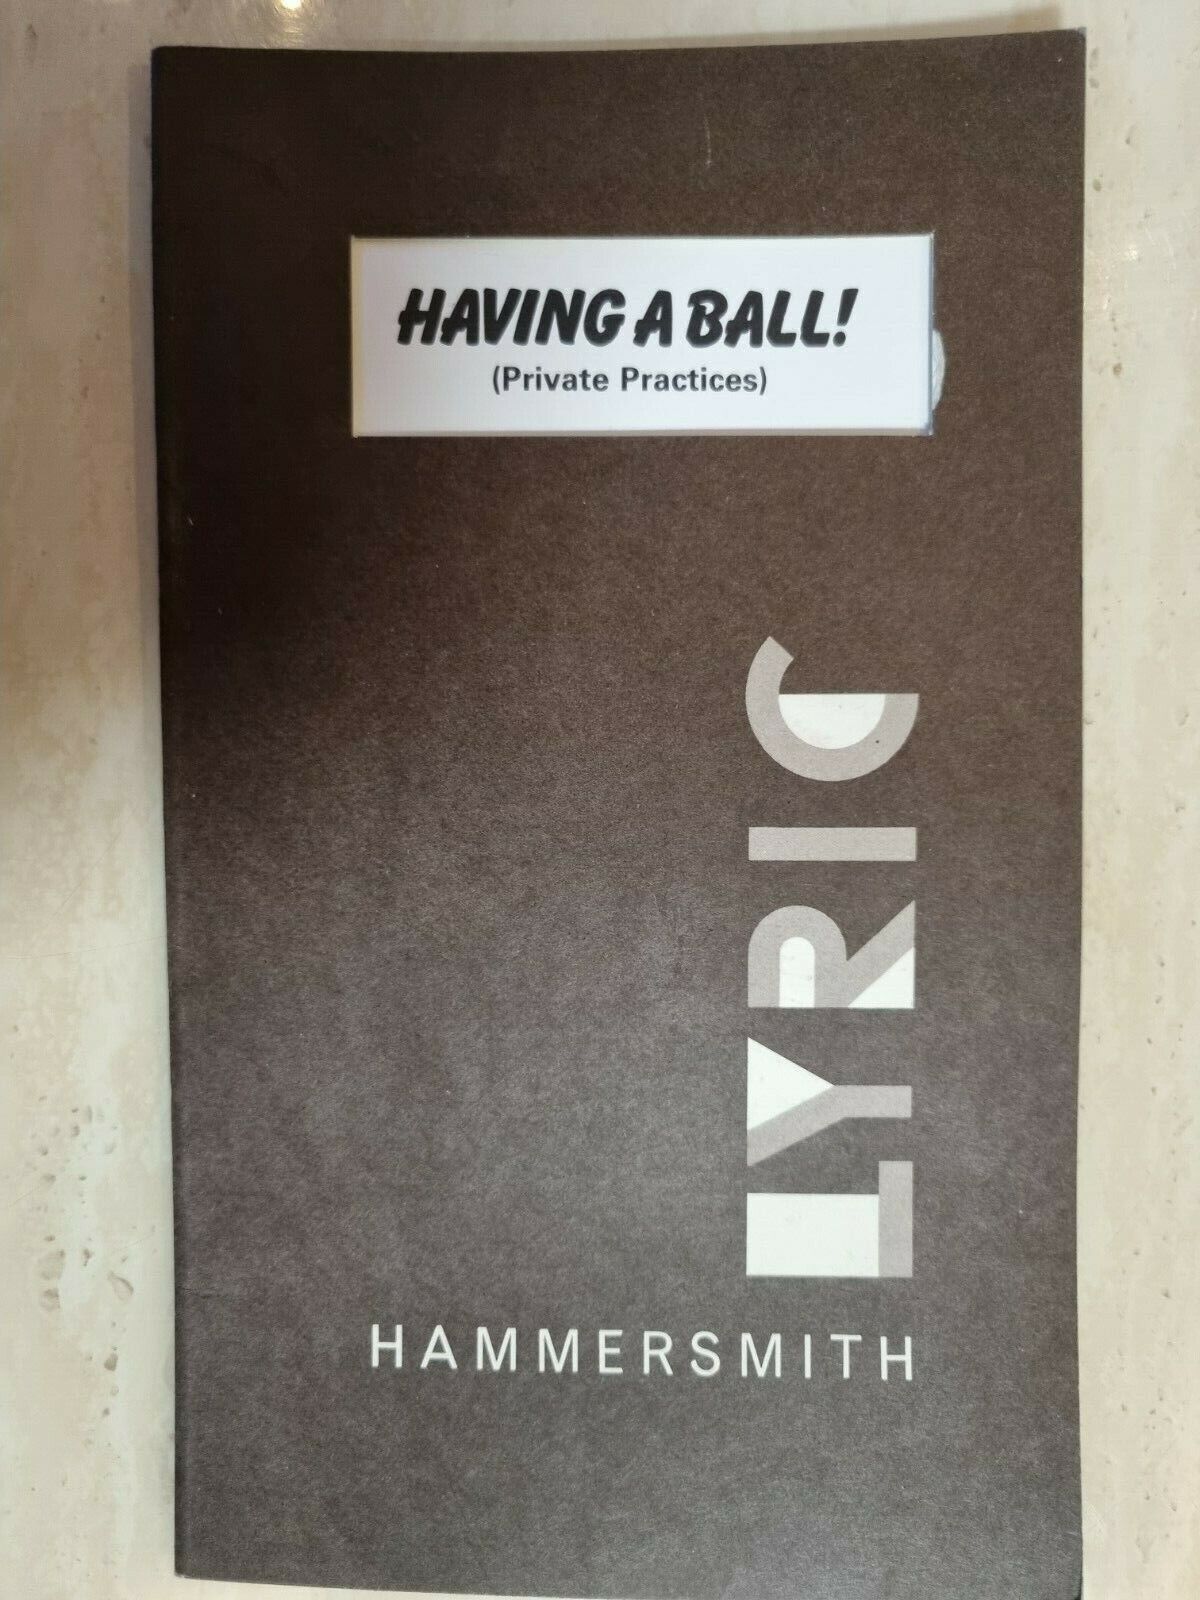 HAVING A BALL!
(Private Practices)
LYRIC
HAMMERSMITH